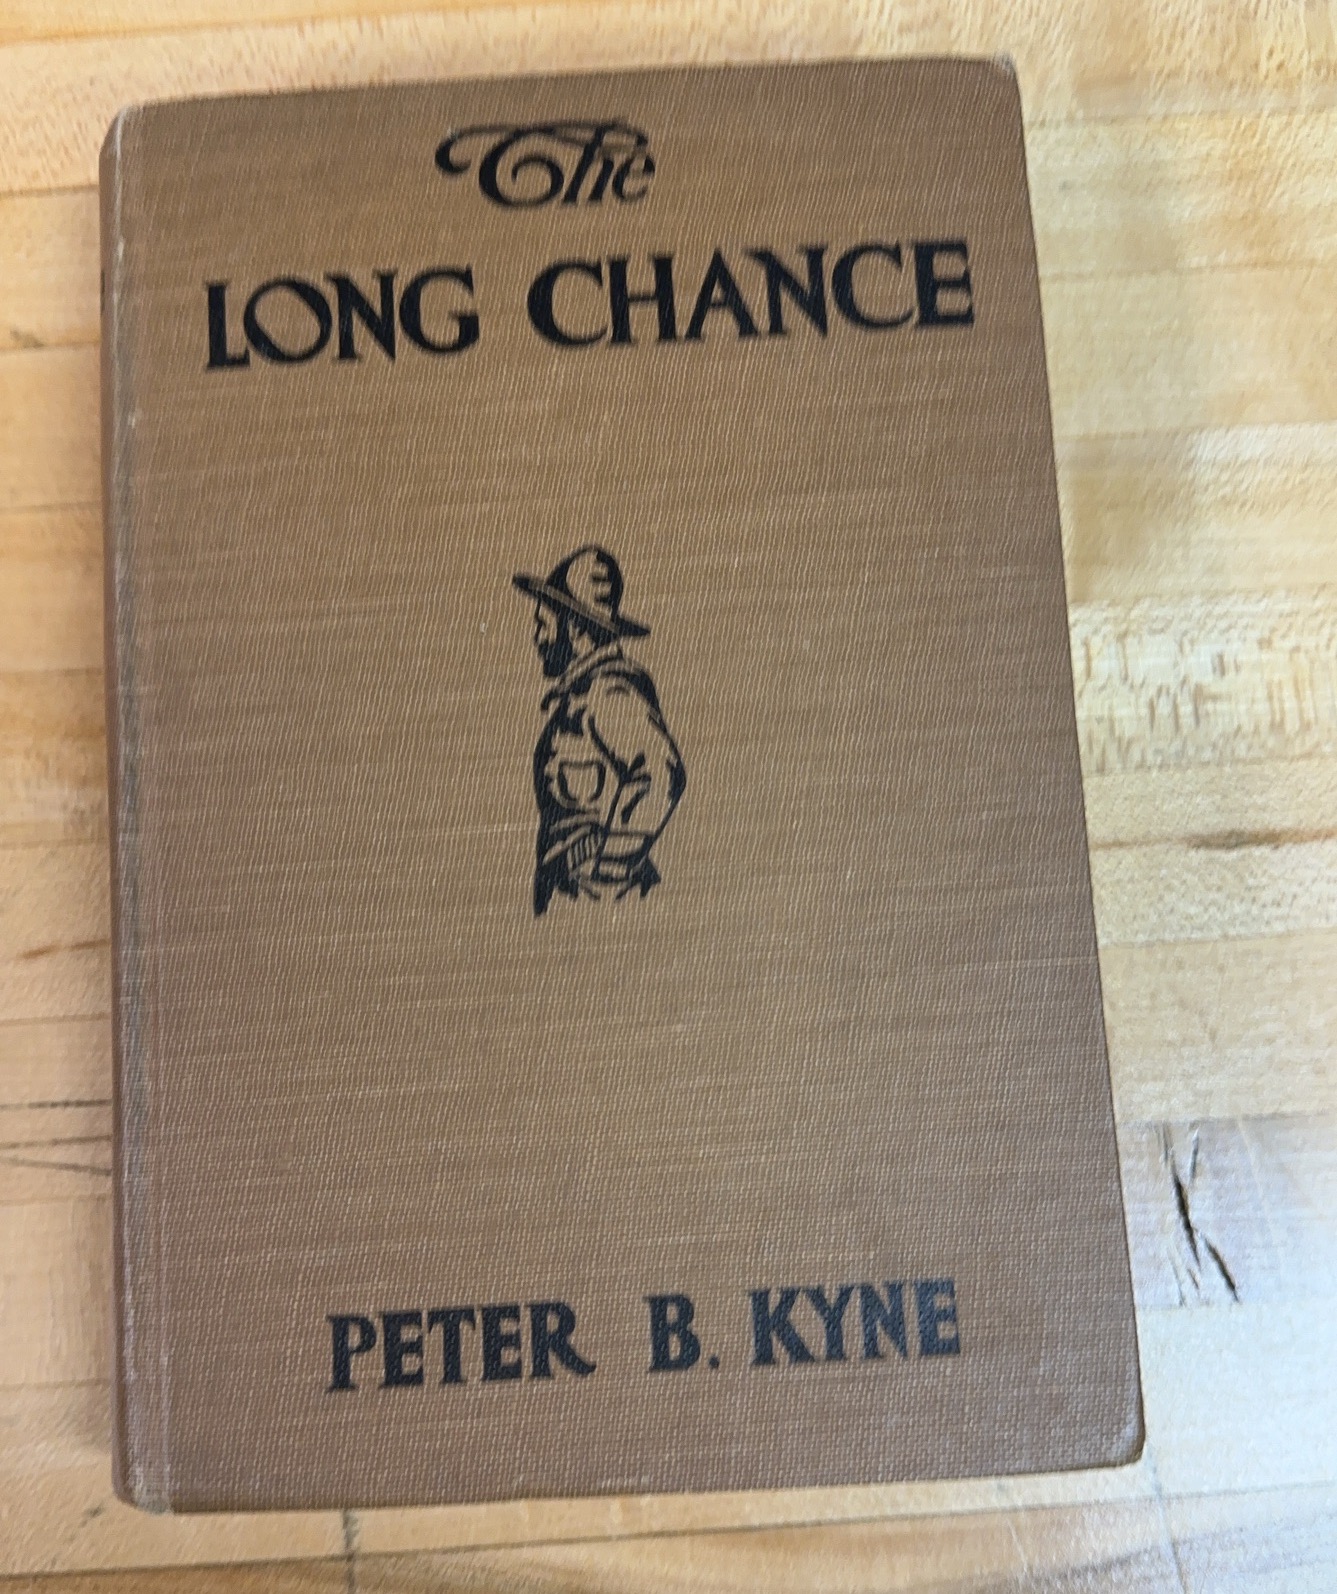 The
LONG CHANCE
PETER B. KYNE